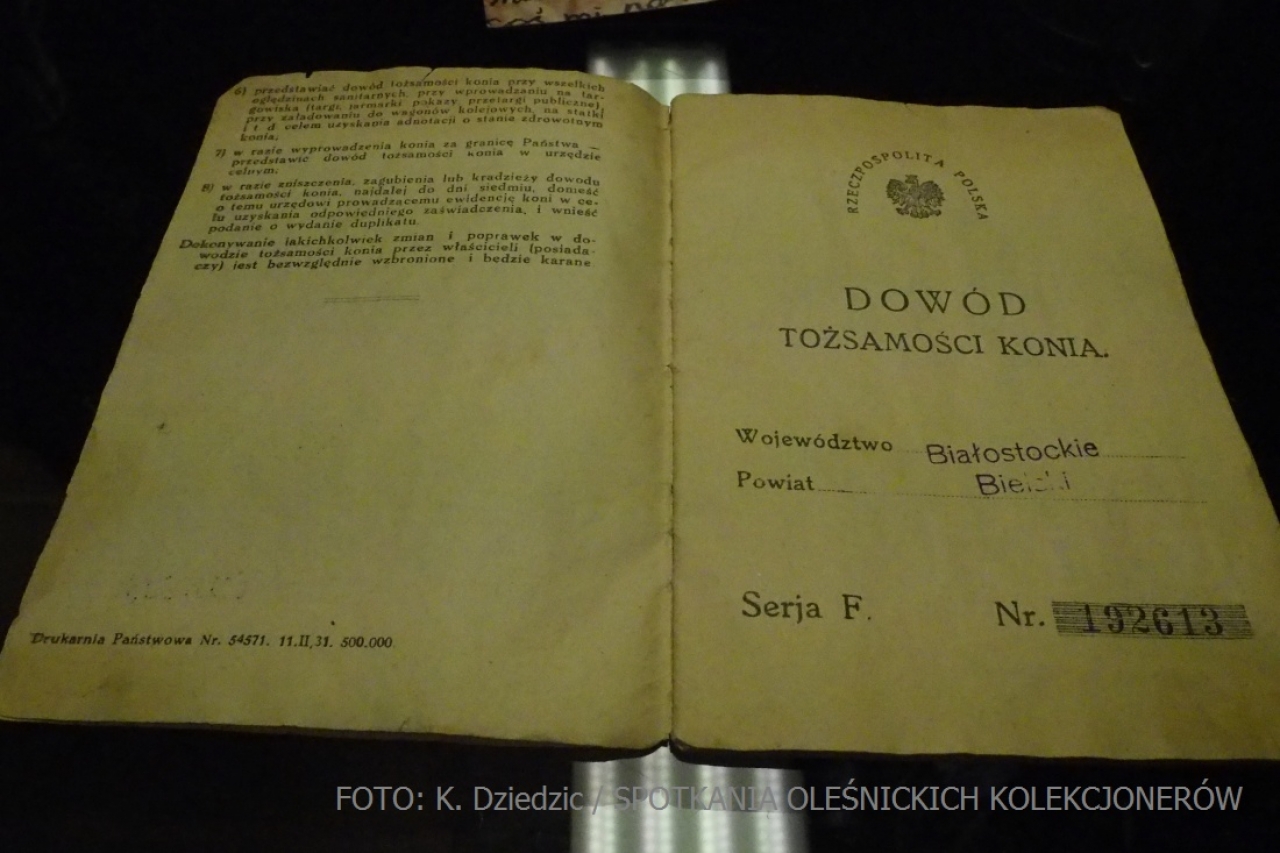 6) przedstawiać dowód tożsamości konia przy wszelkich
oględzinach sanitarnych, przy wprowadzaniu na tar-
gowiska (targi, jarmarki pokazy, przetargi publiczne),
przy załadowaniu do wagonów kolejowych, na statki
i t d celem uzyskania adnotacji o stanie zdrowotnym
konia;
7) w razie wyprowadzenia konia za granicę Państwa —
przedstawić dowód tożsamości konia w urzędzie
celnym;
8) w razie zniszczenia, zagubienia lub kradzieży dowodu
tożsamości konia, najdalej do dni siedmiu, donieść
o temu urzędowi prowadzącemu ewidencję koni w ce-
lu uzyskania odpowiedniego zaświadczenia, i wnieść
podanie o wydanie duplikatu.
Dokonywanie jakichkolwiek zmian i poprawek w do-
wodzie tożsamości konia przez właścicieli (posiada-
czy) jest bezwzględnie wzbronione i będzie karane.
Drukarnia Państwowa Nr. 54571. 11.II,31. 500.000
RZECZPOSPOLITA POLSKA
DOWÓD
TOŻSAMOŚCI KONIA.
Województwo Białostockie
Powiat Bielski
Serja F. Nr. 192613
FOTO: K. Dziedzic / SPOTKANIA OLEŚNICKICH KOLEKCJONERÓW